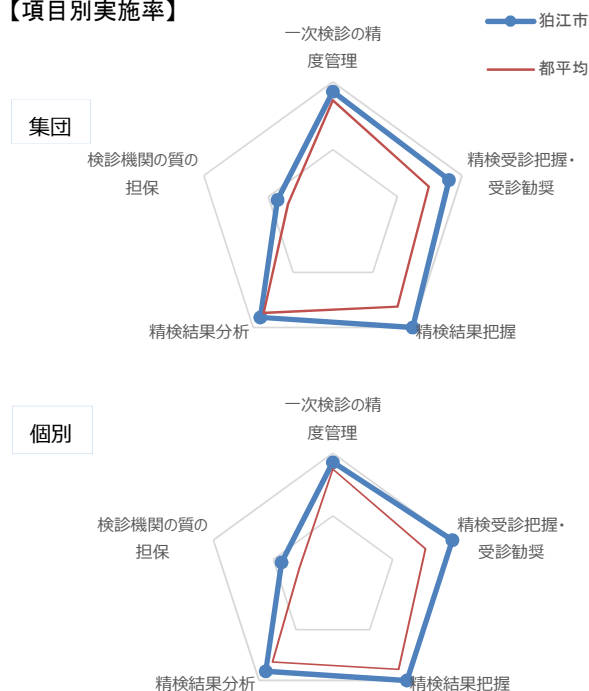 【項目別実施率】
狛江市
都平均
集団
一次検診の精
度管理
精検受診把握・
受診勧奨
精検結果把握
精検結果分析
検診機関の質の
担保
個別
一次検診の精
度管理
精検受診把握・
受診勧奨
精検結果把握
精検結果分析
検診機関の質の
担保